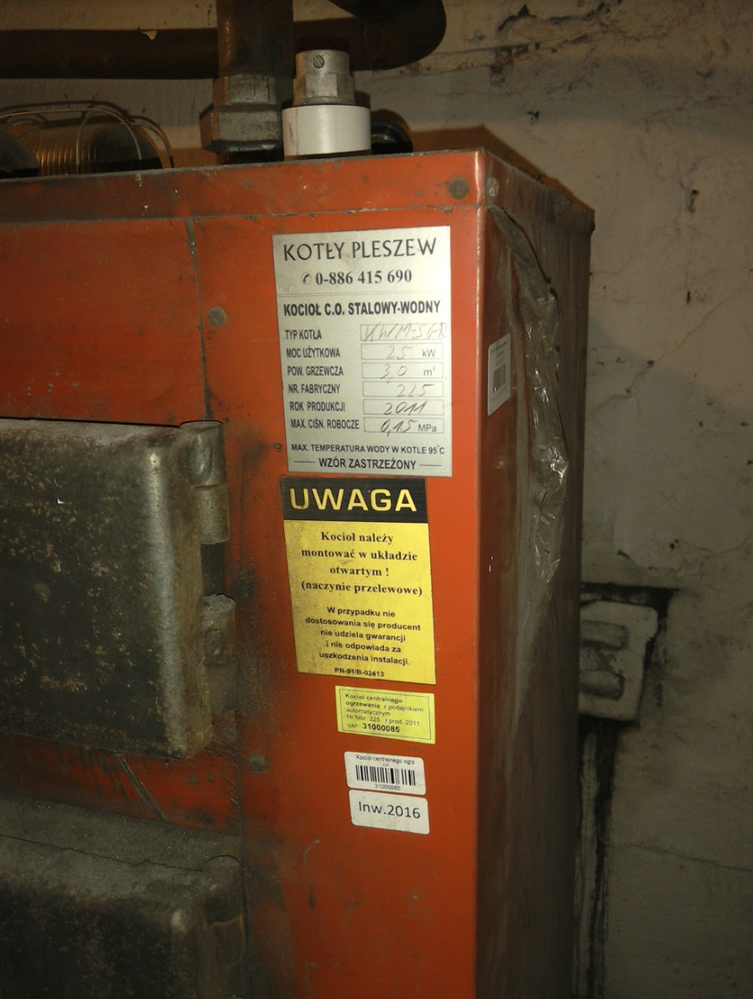 KOTŁY PLESZEW
✆ 0-886 415 690
KOCIOŁ C.O. STALOWY-WODNY
TYP KOTŁA
MOC UŻYTKOWA 25 kW
POW. GRZEWCZA 3,0 m²
NR. FABRYCZNY 225
ROK PRODUKCJI 2011
MAX. CIŚN. ROBOCZE 0,15 MPa
MAX. TEMPERATURA WODY W KOTLE 95°C
WZÓR ZASTRZEŻONY
UWAGA
Kocioł należy
montować w układzie
otwartym !
(naczynie przelewowe)
W przypadku nie
dostosowania się producent
nie udziela gwarancji
i nie odpowiada za
uszkodzenia instalacji.
PN-91/B-02413
Kocioł centralnego
ogrzewania z podajnikiem
automatycznym
Nr fabr. 225 r prod. 2011
SAP: 31000085
Kocioł centralnego ogrz
31000085
Inw.2016